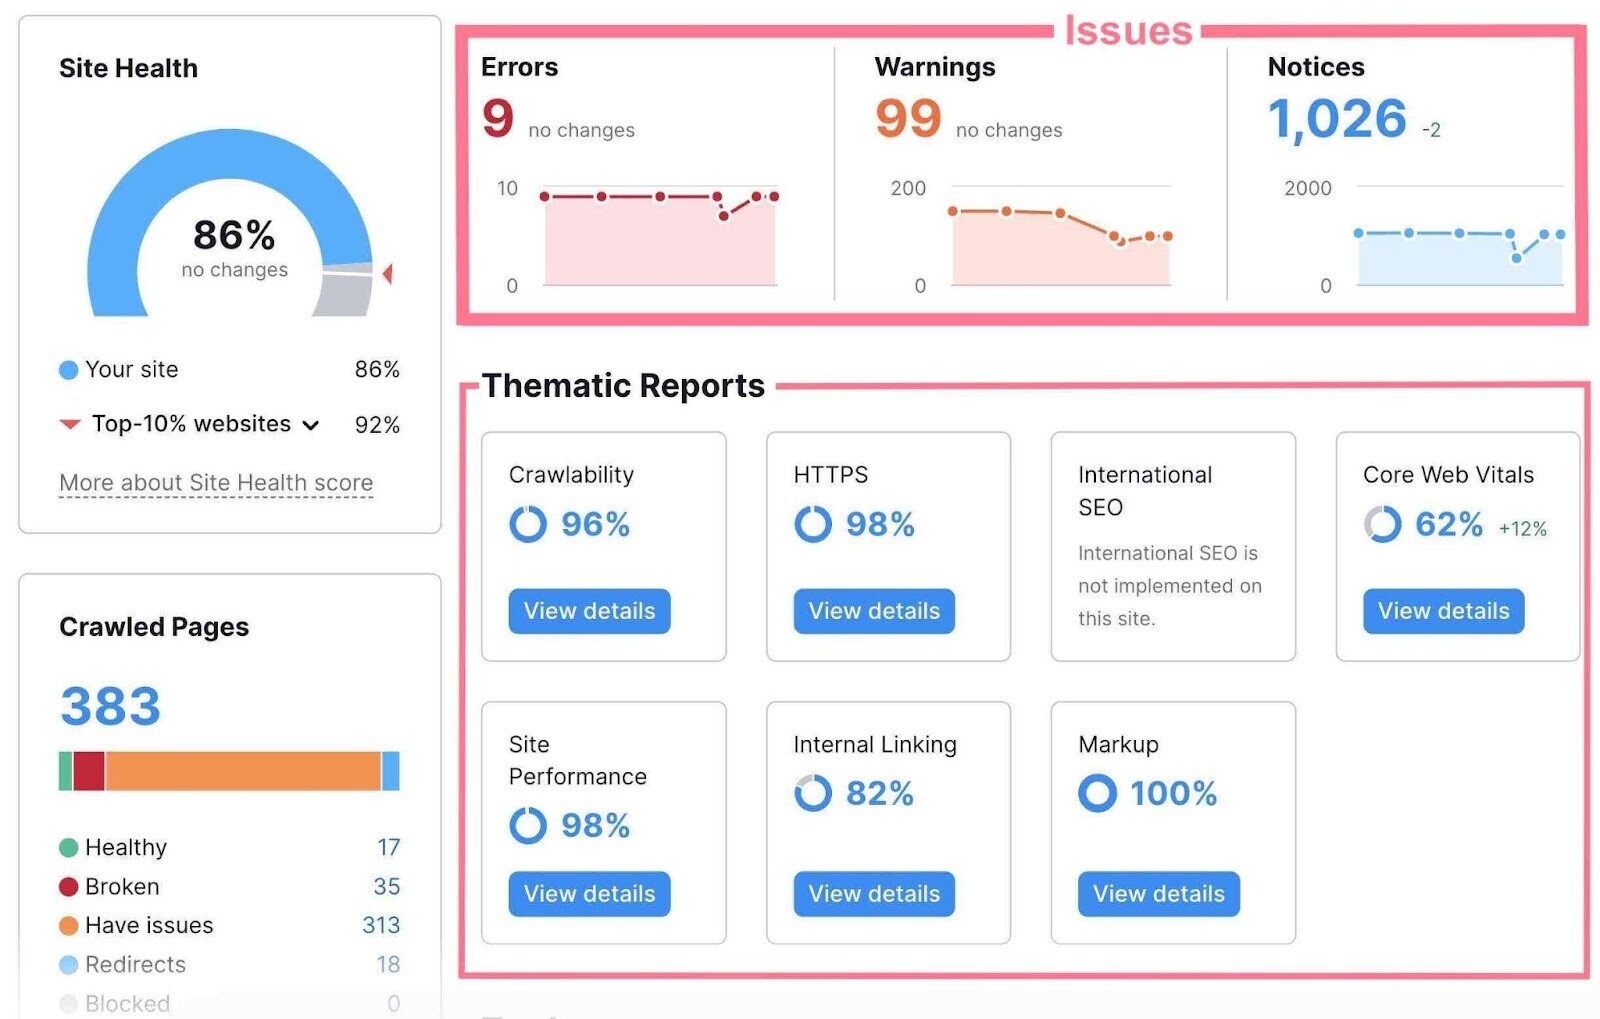 Site Health
86%
no changes
Your site 86%
Top-10% websites 92%
More about Site Health score
Crawled Pages
383
Healthy 17
Broken 35
Have issues 313
Redirects 18
Blocked 0
Issues
Errors
9 no changes
10
0
Warnings
99 no changes
200
0
Notices
1,026 -2
2000
0
Thematic Reports
Crawlability
96%
View details
HTTPS
98%
View details
International
SEO
International SEO is
not implemented on
this site.
Core Web Vitals
62% +12%
View details
Site
Performance
98%
View details
Internal Linking
82%
View details
Markup
100%
View details